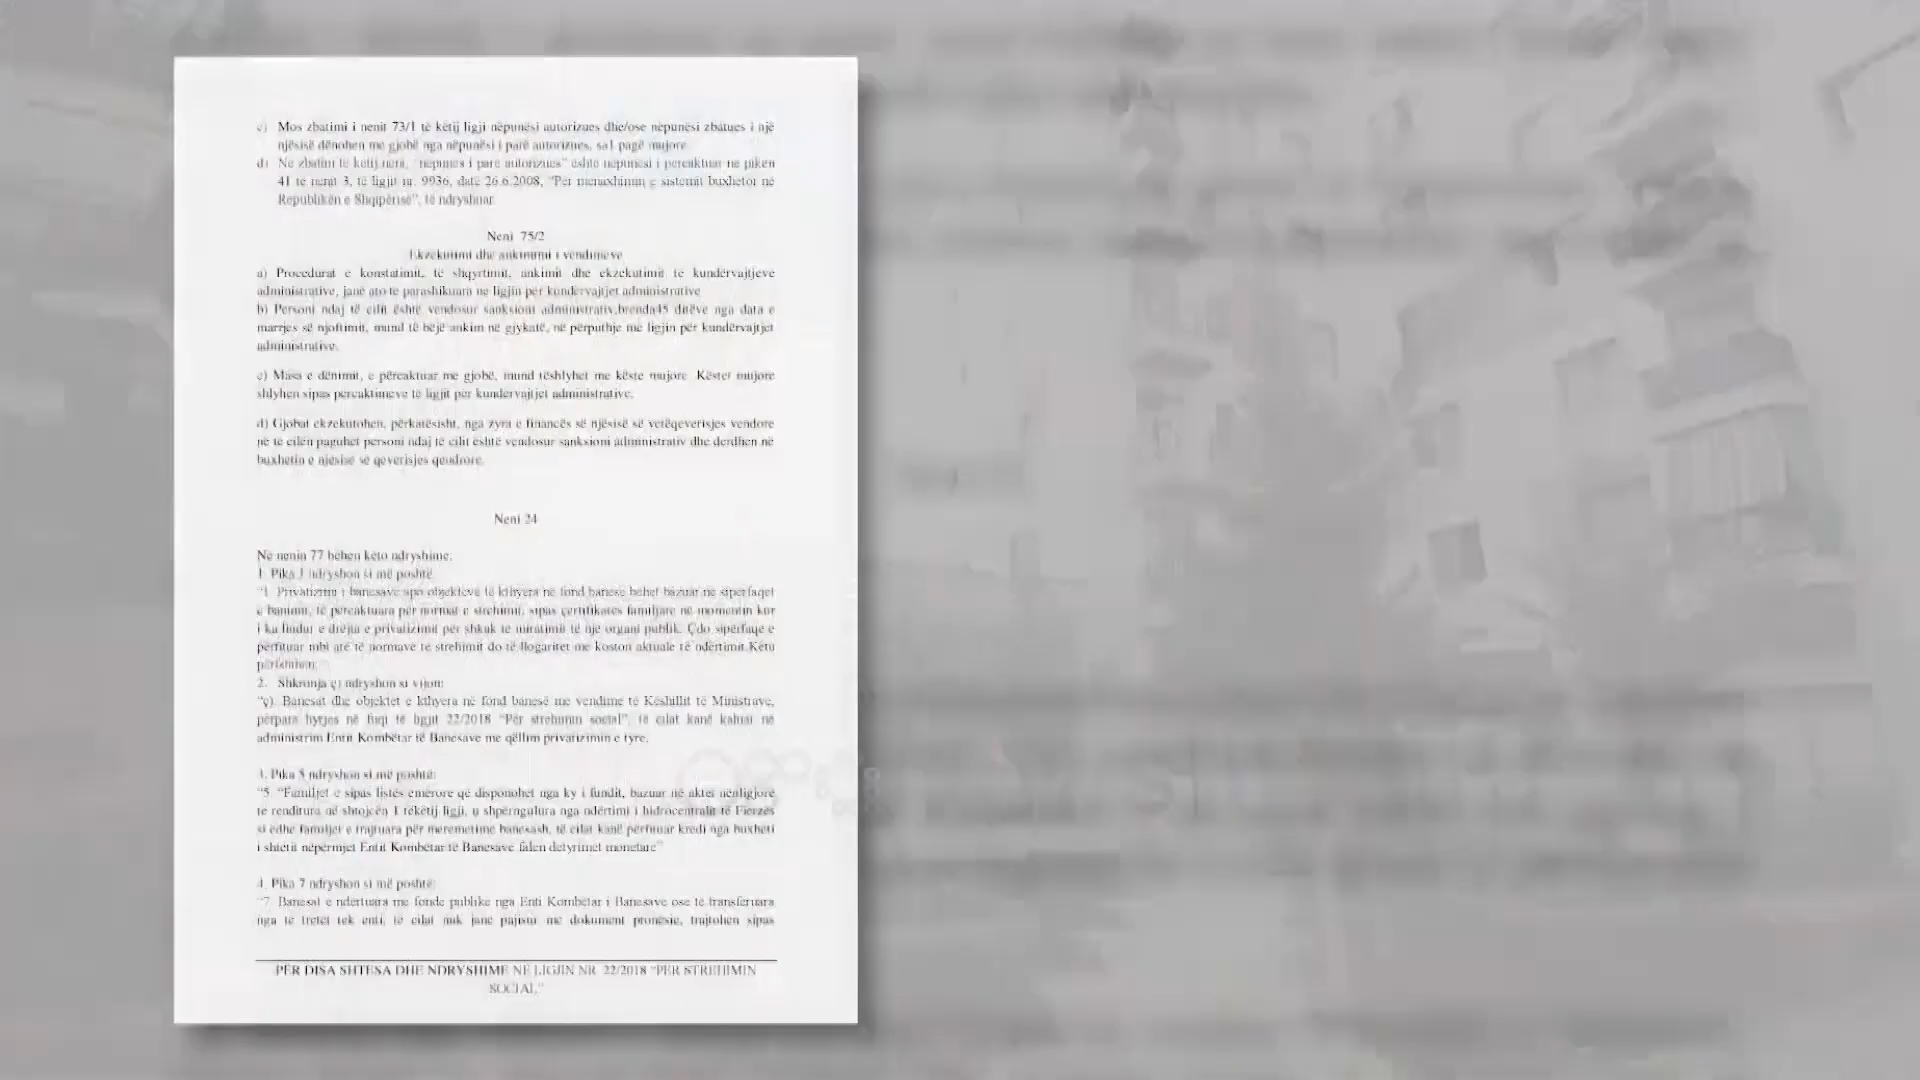 c) Mos zbatimi i nenit 73/1 të këtij ligji nëpunësi autorizues dhe/ose nëpunësi zbatues i një
njësisë dënohen me gjobë nga nëpunësi i parë autorizues, sa1 pagë mujore.
d) Në zbatim të këtij neni, "nëpunës i parë autorizues" është nëpunësi i përcaktuar në pikën
41 të nenit 3, të ligjit nr. 9936, datë 26.6.2008, "Për menaxhimin e sistemit buxhetor në
Republikën e Shqipërisë", të ndryshuar.
Neni 75/2
Ekzekutimi dhe ankimimi i vendimeve
a) Procedurat e konstatimit, të shqyrtimit, ankimit dhe ekzekutimit të kundërvajtjeve
administrative, janë ato të parashikuara në ligjin për kundërvajtjet administrative.
b) Personi ndaj të cilit është vendosur sanksioni administrativ,brenda45 ditëve nga data e
marrjes së njoftimit, mund të bëjë ankim në gjykatë, në përputhje me ligjin për kundërvajtjet
administrative.
c) Masa e dënimit, e përcaktuar me gjobë, mund tëshlyhet me këste mujore. Këstet mujore
shlyhen sipas përcaktimeve të ligjit për kundërvajtjet administrative.
d) Gjobat ekzekutohen, përkatësisht, nga zyra e financës së njësisë së vetëqeverisjes vendore
në të cilën paguhet personi ndaj të cilit është vendosur sanksioni administrativ dhe derdhen në
buxhetin e njësisë së qeverisjes qendrore.
Neni 24
Në nenin 77 bëhen këto ndryshime:
1. Pika 1 ndryshon si më poshtë:
"1. Privatizimi i banesave apo objekteve të kthyera në fond banesë bëhet bazuar në sipërfaqet
e banimit, të përcaktuara për normat e strehimit, sipas çertifikatës familjare në momentin kur
i ka lindur e drejta e privatizimit për shkak të miratimit të një organi publik. Çdo sipërfaqe e
përfituar mbi atë të normave të strehimit do të llogaritet me koston aktuale të ndërtimit.Këtu
përfshihen:"
2. Shkronja ç) ndryshon si vijon:
"ç) Banesat dhe objektet e kthyera në fond banesë me vendime të Këshillit të Ministrave,
përpara hyrjes në fuqi të ligjit 22/2018 "Për strehimin social", të cilat kanë kaluar në
administrim Entit Kombëtar të Banesave me qëllim privatizimin e tyre.
3. Pika 5 ndryshon si më poshtë:
"5. "Familjet e sipas listës emërore që disponohet nga ky i fundit, bazuar në aktet nënligjore
të renditura në shtojcën 1 tëkëtij ligji, u shpërngulura nga ndërtimi i hidrocentralit të Fierzës
si edhe familjet e trajtuara për meremetime banesash, të cilat kanë përfituar kredi nga buxheti
i shtetit nëpërmjet Entit Kombëtar të Banesave falen detyrimet monetare"
4. Pika 7 ndryshon si më poshtë:
"7. Banesat e ndërtuara me fonde publike nga Enti Kombëtar i Banesave ose të transferuara
nga të tretët tek enti, të cilat nuk janë pajisur me dokument pronësie, trajtohen sipas
PËR DISA SHTESA DHE NDRYSHIME NË LIGJIN NR. 22/2018 "PËR STREHIMIN
SOCIAL"